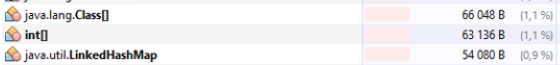 java.lang.Class[] 66 048 B (1,1 %)
int[] 63 136 B (1,1 %)
java.util.LinkedHashMap 54 080 B (0,9 %)